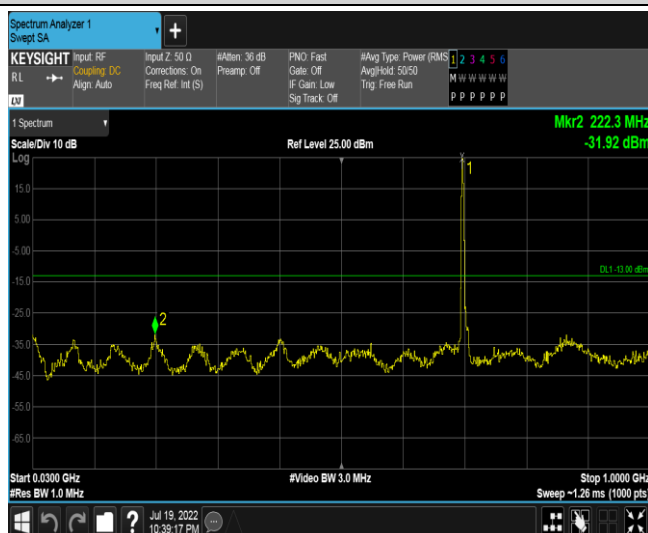 Spectrum Analyzer 1
Swept SA
+
KEYSIGHT
RL
LXI
Input: RF
Coupling: DC
Align: Auto
Input Z: 50 Ω
Corrections: On
Freq Ref: Int (S)
#Atten: 36 dB
Preamp: Off
PNO: Fast
Gate: Off
IF Gain: Low
Sig Track: Off
#Avg Type: Power (RMS
Avg|Hold: 50/50
Trig: Free Run
1 2 3 4 5 6
M W W W W W
P P P P P P
1 Spectrum
Mkr2 222.3 MHz
-31.92 dBm
Scale/Div 10 dB
Ref Level 25.00 dBm
Log
1
15.0
5.00
-5.00
DL1 -13.00 dBm
-15.0
-25.0
2
-35.0
-45.0
-55.0
-65.0
Start 0.0300 GHz
#Video BW 3.0 MHz
Stop 1.0000 GHz
#Res BW 1.0 MHz
Sweep ~1.26 ms (1000 pts)
?
Jul 19, 2022
10:39:17 PM